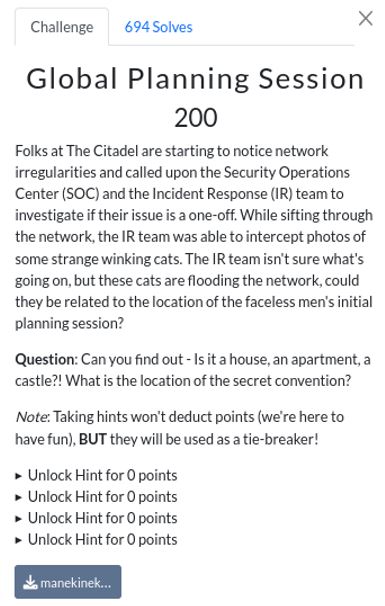 Challenge
694 Solves
Global Planning Session
200
Folks at The Citadel are starting to notice network
irregularities and called upon the Security Operations
Center (SOC) and the Incident Response (IR) team to
investigate if their issue is a one-off. While sifting through
the network, the IR team was able to intercept photos of
some strange winking cats. The IR team isn't sure what's
going on, but these cats are flooding the network, could
they be related to the location of the faceless men's initial
planning session?
Question: Can you find out - Is it a house, an apartment, a
castle?! What is the location of the secret convention?
Note: Taking hints won't deduct points (we're here to
have fun), BUT they will be used as a tie-breaker!
▸ Unlock Hint for 0 points
▸ Unlock Hint for 0 points
▸ Unlock Hint for 0 points
▸ Unlock Hint for 0 points
manekinek...